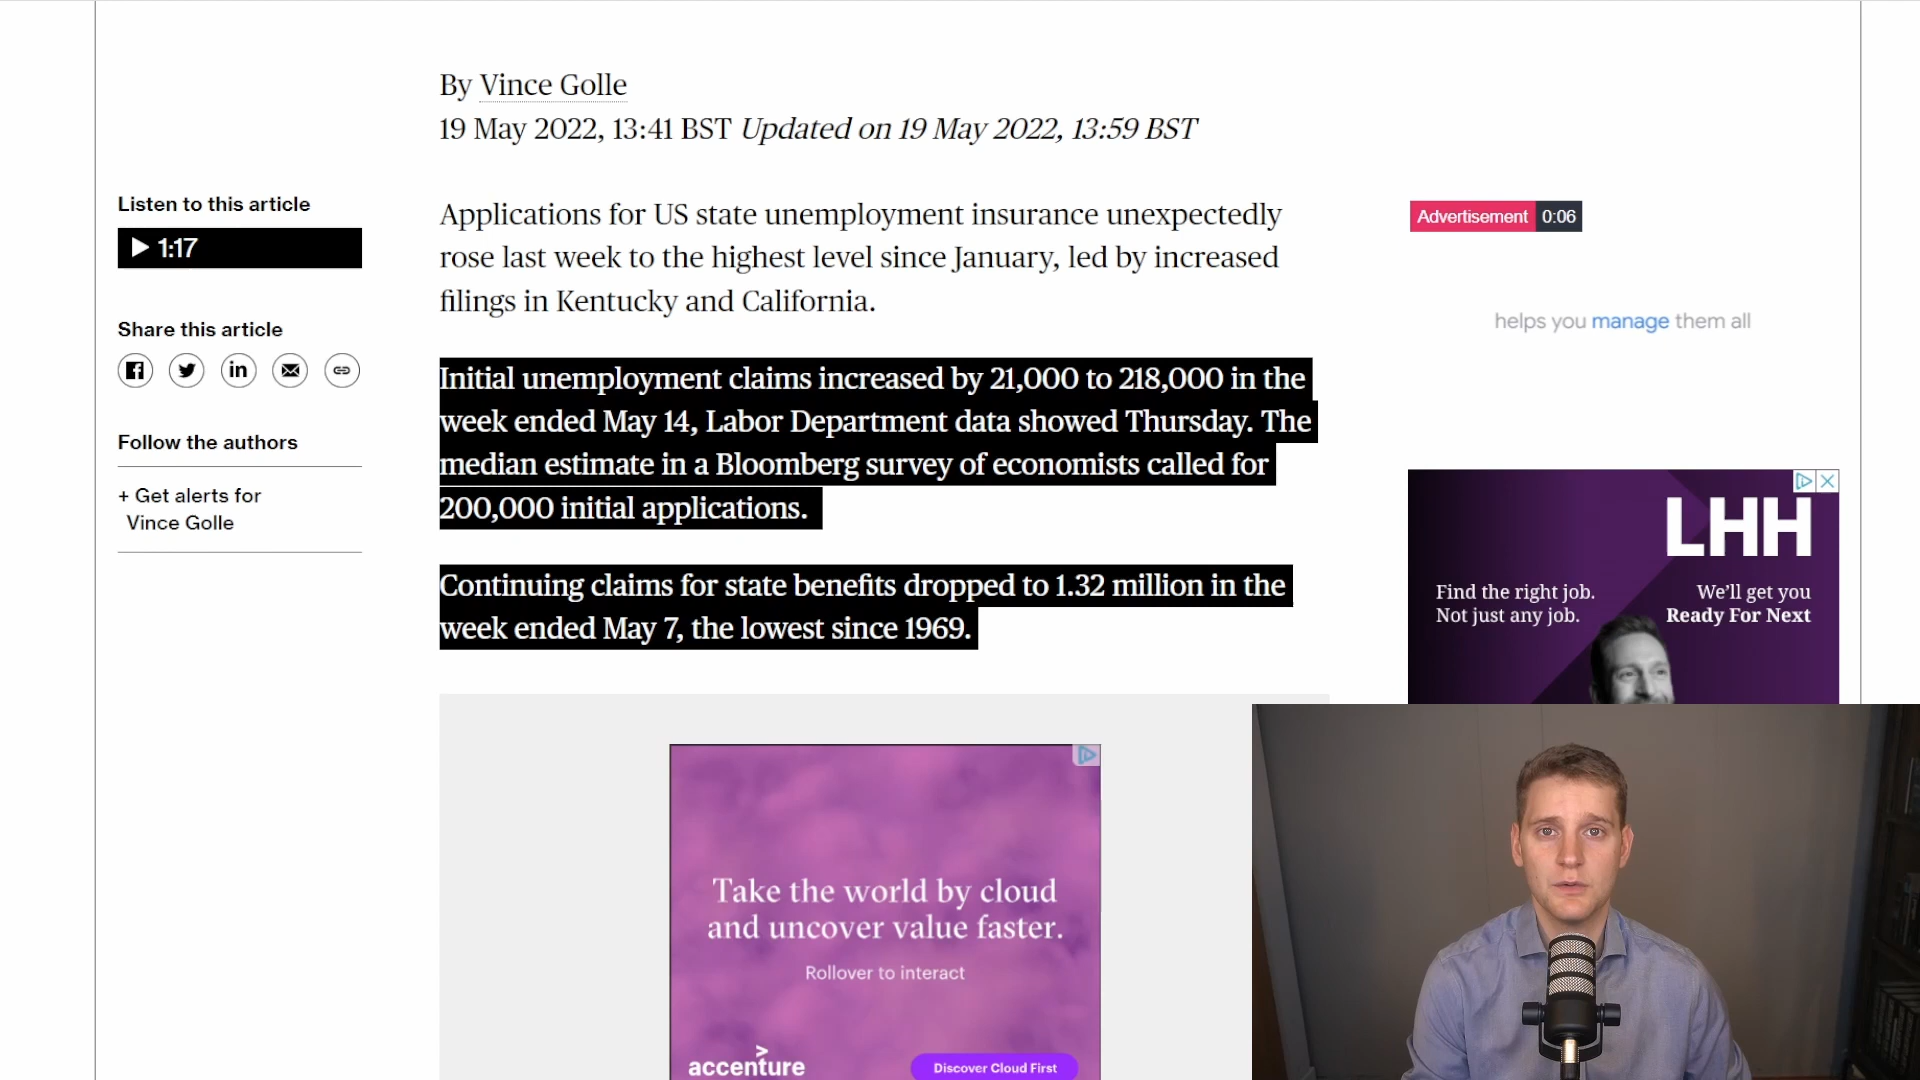 By Vince Golle
19 May 2022, 13:41 BST Updated on 19 May 2022, 13:59 BST
Listen to this article
1:17
Share this article
in
Follow the authors
+ Get alerts for
Vince Golle
Applications for US state unemployment insurance unexpectedly
rose last week to the highest level since January, led by increased
filings in Kentucky and California.
Initial unemployment claims increased by 21,000 to 218,000 in the
week ended May 14, Labor Department data showed Thursday. The
median estimate in a Bloomberg survey of economists called for
200,000 initial applications.
Continuing claims for state benefits dropped to 1.32 million in the
week ended May 7, the lowest since 1969.
Advertisement 0:06
helps you manage them all
LHH
Find the right job.
Not just any job.
We'll get you
Ready For Next
Take the world by cloud
and uncover value faster.
Rollover to interact
accenture
Discover Cloud First